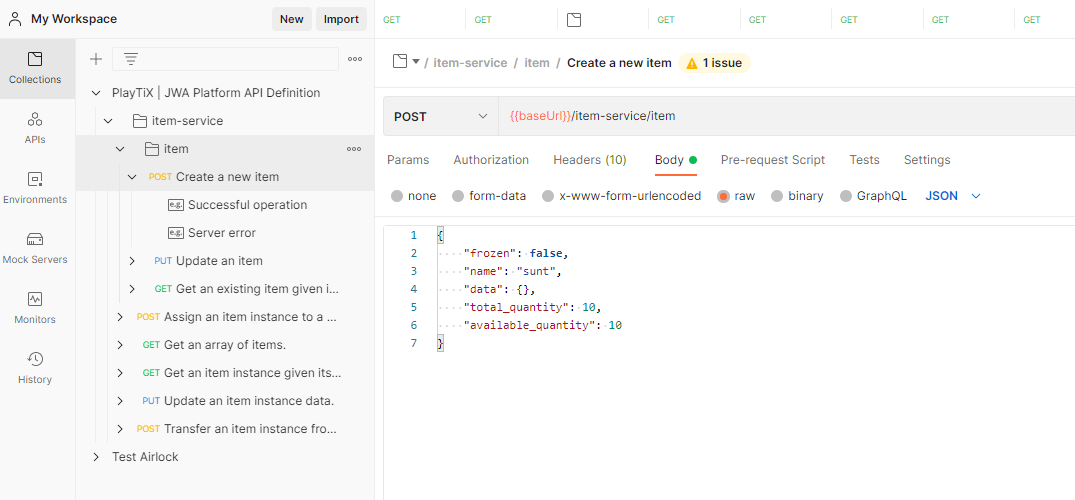 My Workspace New Import
GET GET GET GET GET GET GET
Collections
APIs
Environments
Mock Servers
Monitors
History
PlayTiX | JWA Platform API Definition
item-service
item
POST Create a new item
e.g. Successful operation
e.g. Server error
PUT Update an item
GET Get an existing item given i...
POST Assign an item instance to a ...
GET Get an array of items.
GET Get an item instance given its...
PUT Update an item instance data.
POST Transfer an item instance fro...
Test Airlock
/ item-service / item / Create a new item 1 issue
POST {{baseUrl}}/item-service/item
Params Authorization Headers (10) Body Pre-request Script Tests Settings
none form-data x-www-form-urlencoded raw binary GraphQL JSON
1 {
2 "frozen": false,
3 "name": "sunt",
4 "data": {},
5 "total_quantity": 10,
6 "available_quantity": 10
7 }